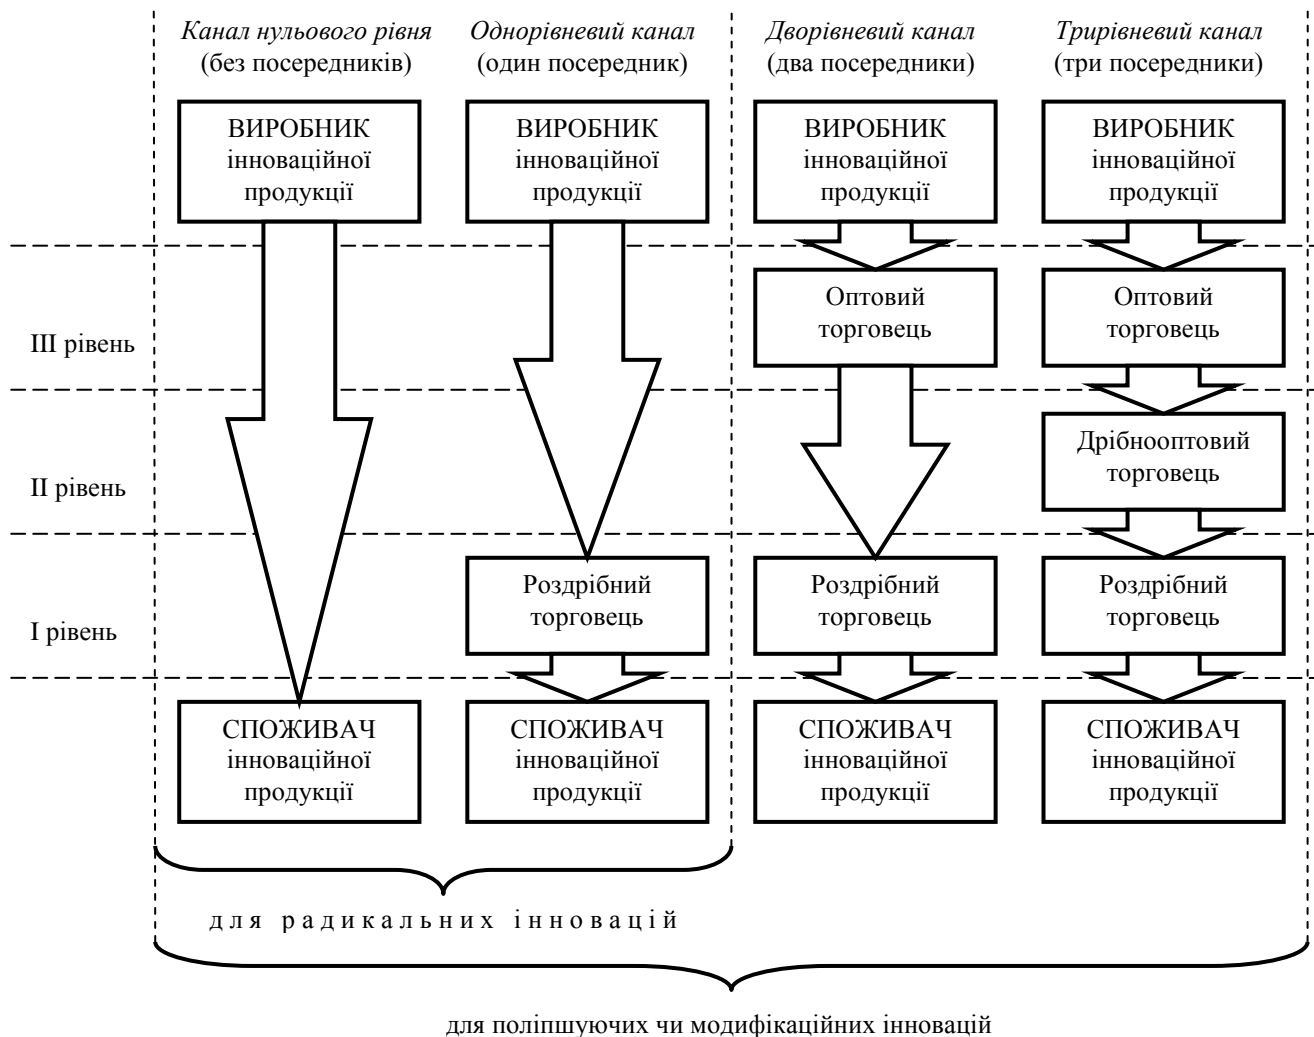 Канал нульового рівня
(без посередників)
Однорівневий канал
(один посередник)
Дворівневий канал
(два посередники)
Трирівневий канал
(три посередники)
ВИРОБНИК
інноваційної
продукції
ВИРОБНИК
інноваційної
продукції
ВИРОБНИК
інноваційної
продукції
ВИРОБНИК
інноваційної
продукції
III рівень
Оптовий
торговець
Оптовий
торговець
II рівень
Дрібнооптовий
торговець
I рівень
Роздрібний
торговець
Роздрібний
торговець
Роздрібний
торговець
СПОЖИВАЧ
інноваційної
продукції
СПОЖИВАЧ
інноваційної
продукції
СПОЖИВАЧ
інноваційної
продукції
СПОЖИВАЧ
інноваційної
продукції
для радикальних інновацій
для поліпшуючих чи модифікаційних інновацій